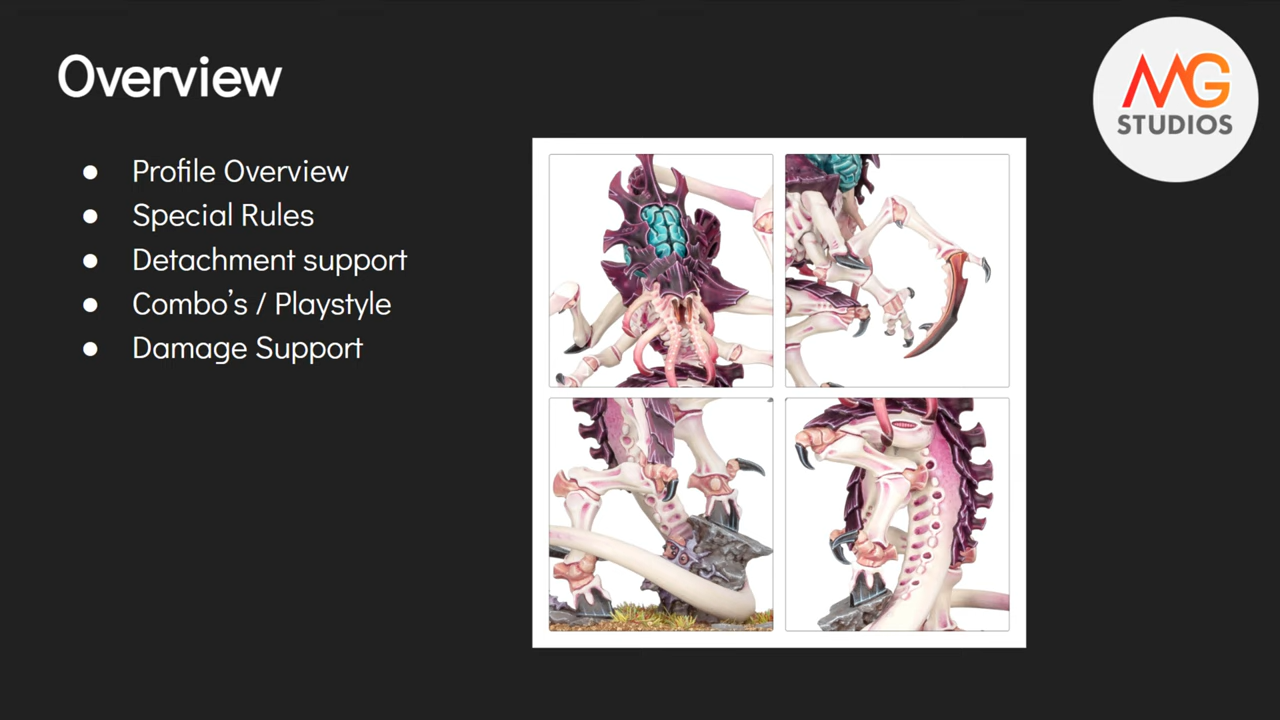 Overview
MG
STUDIOS
● Profile Overview
● Special Rules
● Detachment support
● Combo’s / Playstyle
● Damage Support